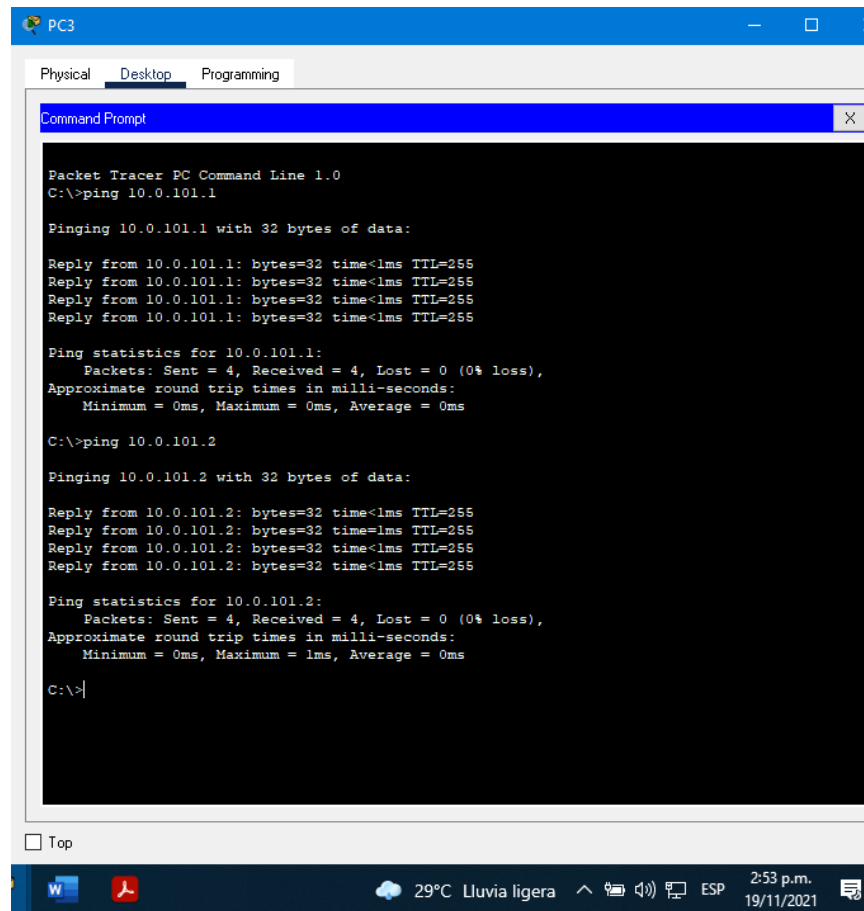 PC3
Physical Desktop Programming
Command Prompt
X
Packet Tracer PC Command Line 1.0
C:\>ping 10.0.101.1
Pinging 10.0.101.1 with 32 bytes of data:
Reply from 10.0.101.1: bytes=32 time<1ms TTL=255
Reply from 10.0.101.1: bytes=32 time<1ms TTL=255
Reply from 10.0.101.1: bytes=32 time<1ms TTL=255
Reply from 10.0.101.1: bytes=32 time<1ms TTL=255
Ping statistics for 10.0.101.1:
Packets: Sent = 4, Received = 4, Lost = 0 (0% loss),
Approximate round trip times in milli-seconds:
Minimum = 0ms, Maximum = 0ms, Average = 0ms
C:\>ping 10.0.101.2
Pinging 10.0.101.2 with 32 bytes of data:
Reply from 10.0.101.2: bytes=32 time<1ms TTL=255
Reply from 10.0.101.2: bytes=32 time=1ms TTL=255
Reply from 10.0.101.2: bytes=32 time<1ms TTL=255
Reply from 10.0.101.2: bytes=32 time<1ms TTL=255
Ping statistics for 10.0.101.2:
Packets: Sent = 4, Received = 4, Lost = 0 (0% loss),
Approximate round trip times in milli-seconds:
Minimum = 0ms, Maximum = 1ms, Average = 0ms
C:\>
Top
W
29°C Lluvia ligera
ESP
2:53 p.m.
19/11/2021